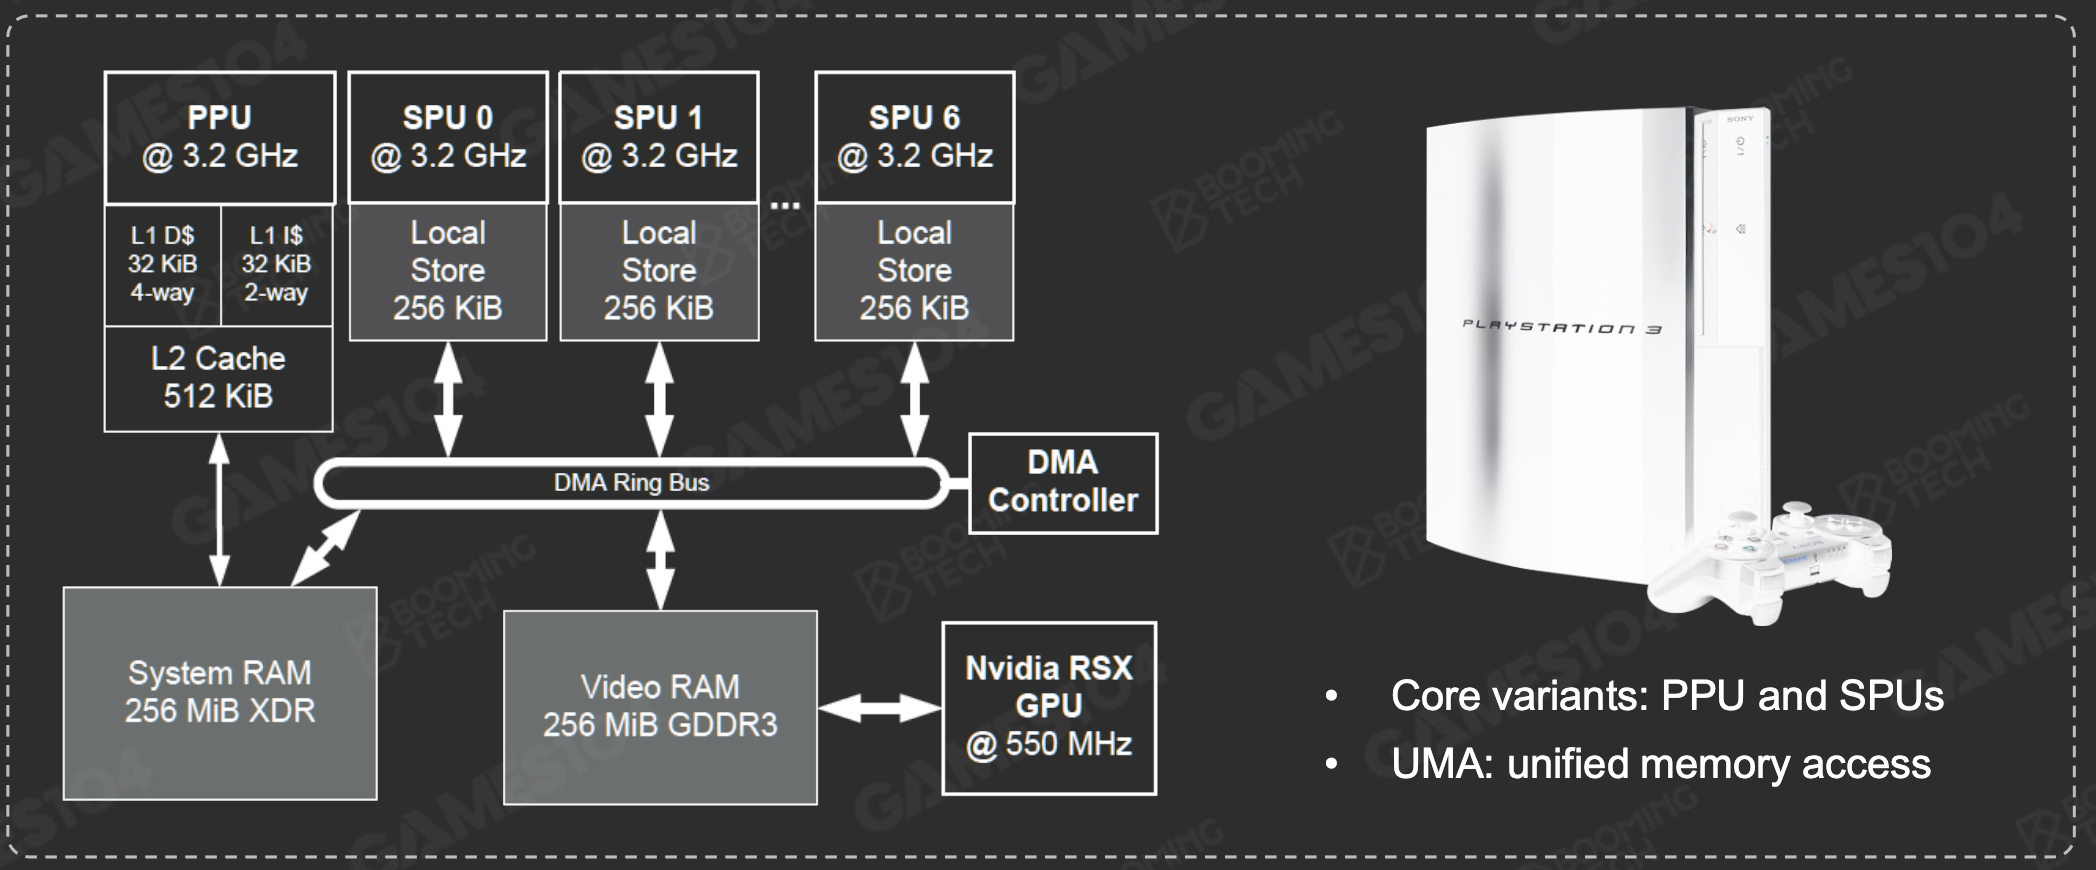 PPU
@ 3.2 GHz
SPU 0
@ 3.2 GHz
SPU 1
@ 3.2 GHz
SPU 6
@ 3.2 GHz
...
L1 D$
32 KiB
4-way
L1 I$
32 KiB
2-way
Local
Store
256 KiB
Local
Store
256 KiB
Local
Store
256 KiB
L2 Cache
512 KiB
DMA Ring Bus
DMA
Controller
System RAM
256 MiB XDR
Video RAM
256 MiB GDDR3
Nvidia RSX
GPU
@ 550 MHz
SONY
PLAYSTATION 3
• Core variants: PPU and SPUs
• UMA: unified memory access
GAMES104
BOOMING
TECH